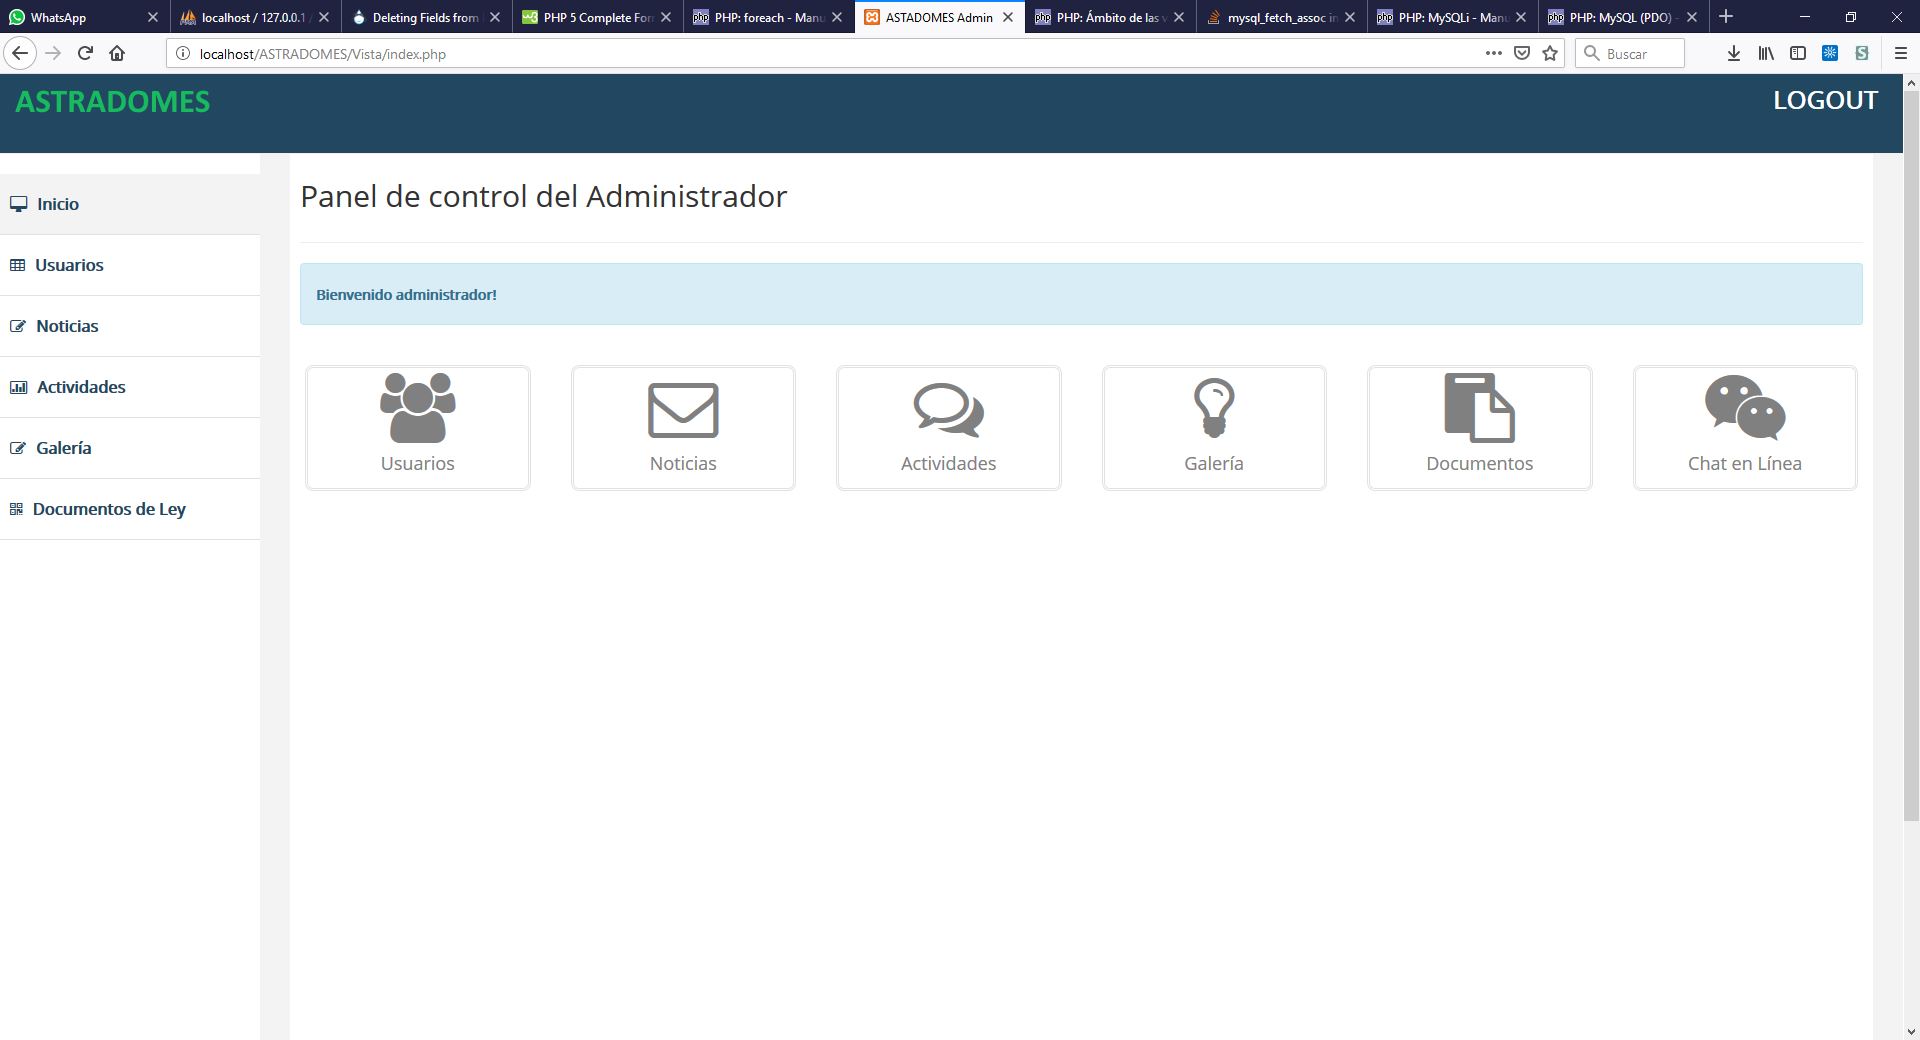 WhatsApp
localhost / 127.0.0.1 /
Deleting Fields from
PHP 5 Complete For
PHP: foreach - Manu
ASTADOMES Admin
PHP: Ámbito de las v
mysql_fetch_assoc in
PHP: MySQLi - Manu
PHP: MySQL (PDO) -
localhost/ASTRADOMES/Vista/index.php
Buscar
ASTRADOMES
LOGOUT
Inicio
Usuarios
Noticias
Actividades
Galería
Documentos de Ley
Panel de control del Administrador
Bienvenido administrador!
Usuarios
Noticias
Actividades
Galería
Documentos
Chat en Línea